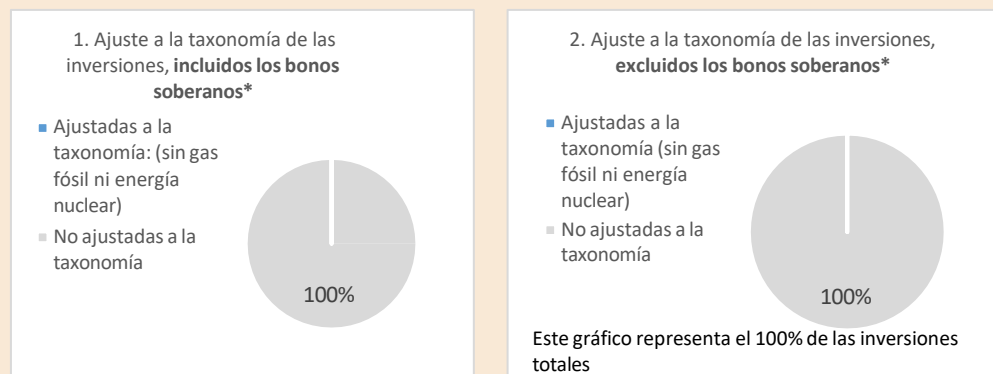 1. Ajuste a la taxonomía de las
inversiones, incluidos los bonos
soberanos*
Ajustadas a la
taxonomía: (sin gas
fósil ni energía
nuclear)
No ajustadas a la
taxonomía
100%
2. Ajuste a la taxonomía de las inversiones,
excluidos los bonos soberanos*
Ajustadas a la
taxonomía (sin gas
fósil ni energía
nuclear)
No ajustadas a la
taxonomía
100%
Este gráfico representa el 100% de las inversiones
totales